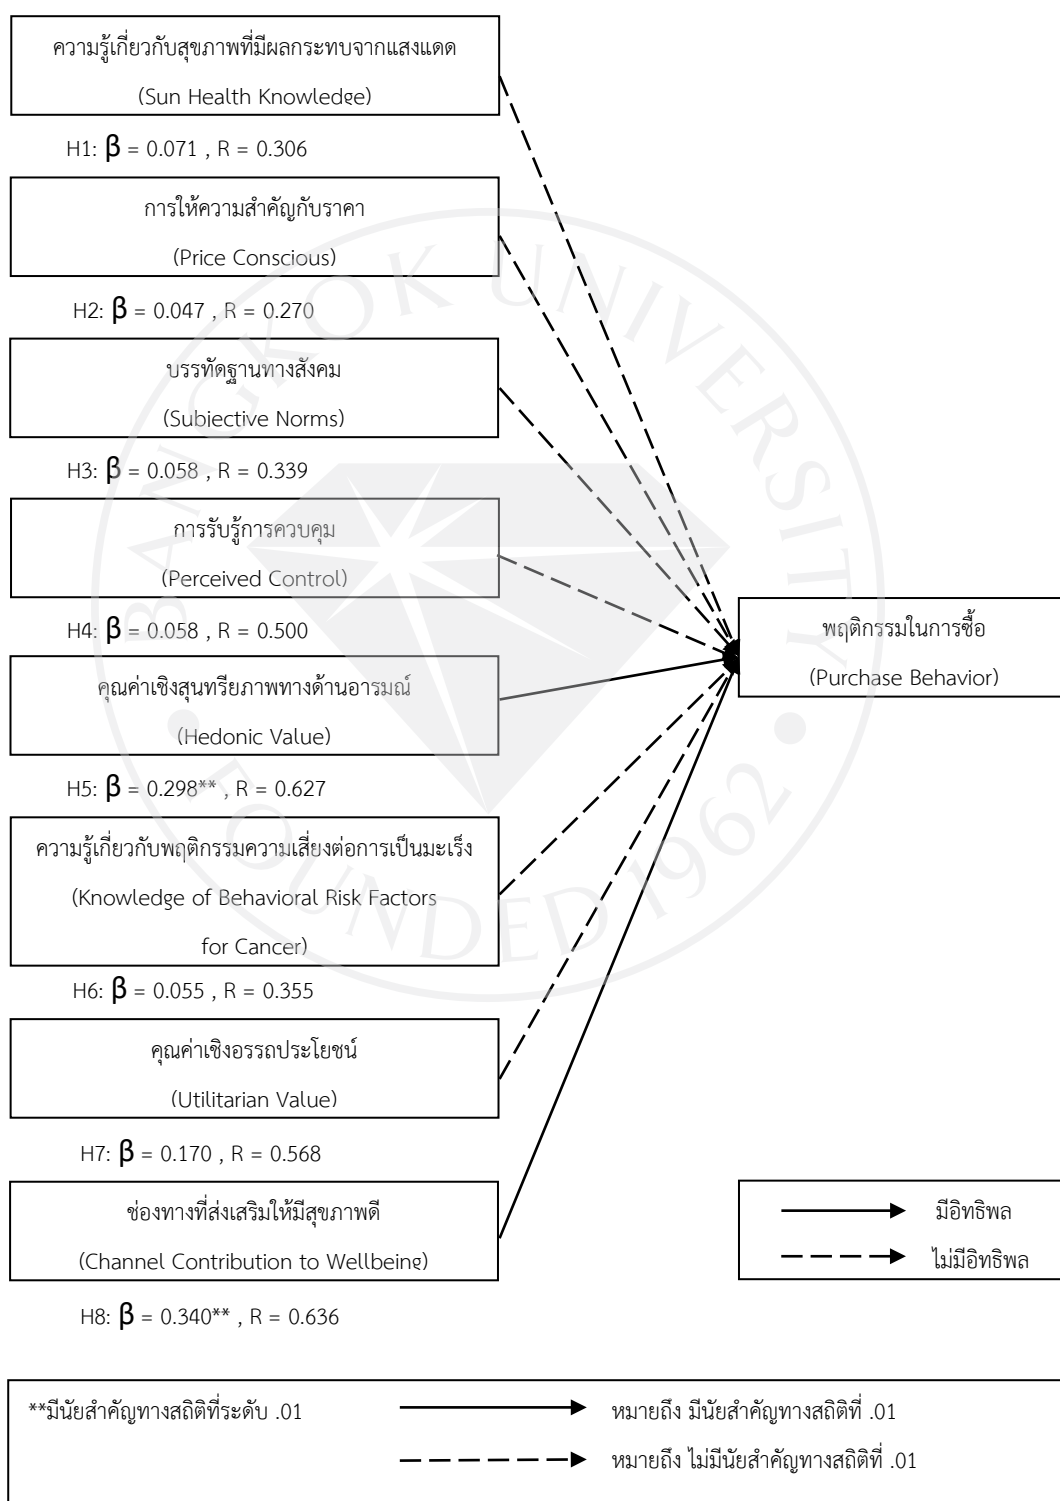 ความรู้เกี่ยวกับสุขภาพที่มีผลกระทบจากแสงแดด
(Sun Health Knowledge)
H1: β = 0.071 , R = 0.306
การให้ความสำคัญกับราคา
(Price Conscious)
H2: β = 0.047 , R = 0.270
บรรทัดฐานทางสังคม
(Subjective Norms)
H3: β = 0.058 , R = 0.339
การรับรู้การควบคุม
(Perceived Control)
H4: β = 0.058 , R = 0.500
พฤติกรรมในการซื้อ
(Purchase Behavior)
คุณค่าเชิงสุนทรียภาพทางด้านอารมณ์
(Hedonic Value)
H5: β = 0.298** , R = 0.627
ความรู้เกี่ยวกับพฤติกรรมความเสี่ยงต่อการเป็นมะเร็ง
(Knowledge of Behavioral Risk Factors
for Cancer)
H6: β = 0.055 , R = 0.355
คุณค่าเชิงอรรถประโยชน์
(Utilitarian Value)
H7: β = 0.170 , R = 0.568
ช่องทางที่ส่งเสริมให้มีสุขภาพดี
(Channel Contribution to Wellbeing)
H8: β = 0.340** , R = 0.636
มีอิทธิพล
ไม่มีอิทธิพล
**มีนัยสำคัญทางสถิติที่ระดับ .01
หมายถึง มีนัยสำคัญทางสถิติที่ .01
หมายถึง ไม่มีนัยสำคัญทางสถิติที่ .01
BANGKOK UNIVERSITY
FOUNDED 1962